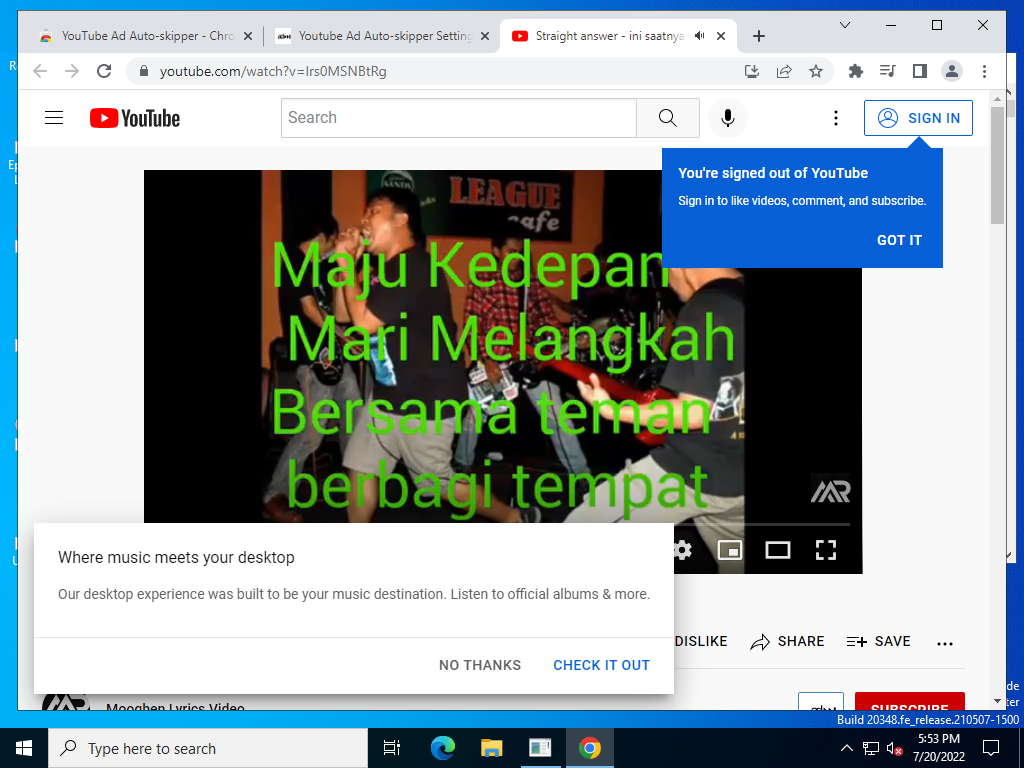 YouTube Ad Auto-skipper - Chro
Youtube Ad Auto-skipper Setting
Straight answer - ini saatnya
youtube.com/watch?v=Irs0MSNBtRg
YouTube
Search
SIGN IN
You're signed out of YouTube
Sign in to like videos, comment, and subscribe.
GOT IT
SANDY
LEAGUE
cafe
Maju Kedepan
Mari Melangkah
Bersama teman
berbagi tempat
Where music meets your desktop
Our desktop experience was built to be your music destination. Listen to official albums & more.
NO THANKS
CHECK IT OUT
DISLIKE
SHARE
SAVE
Mooghen Lyrics Video
SUBSCRIBE
Build 20348.fe_release.210507-1500
Type here to search
5:53 PM
7/20/2022